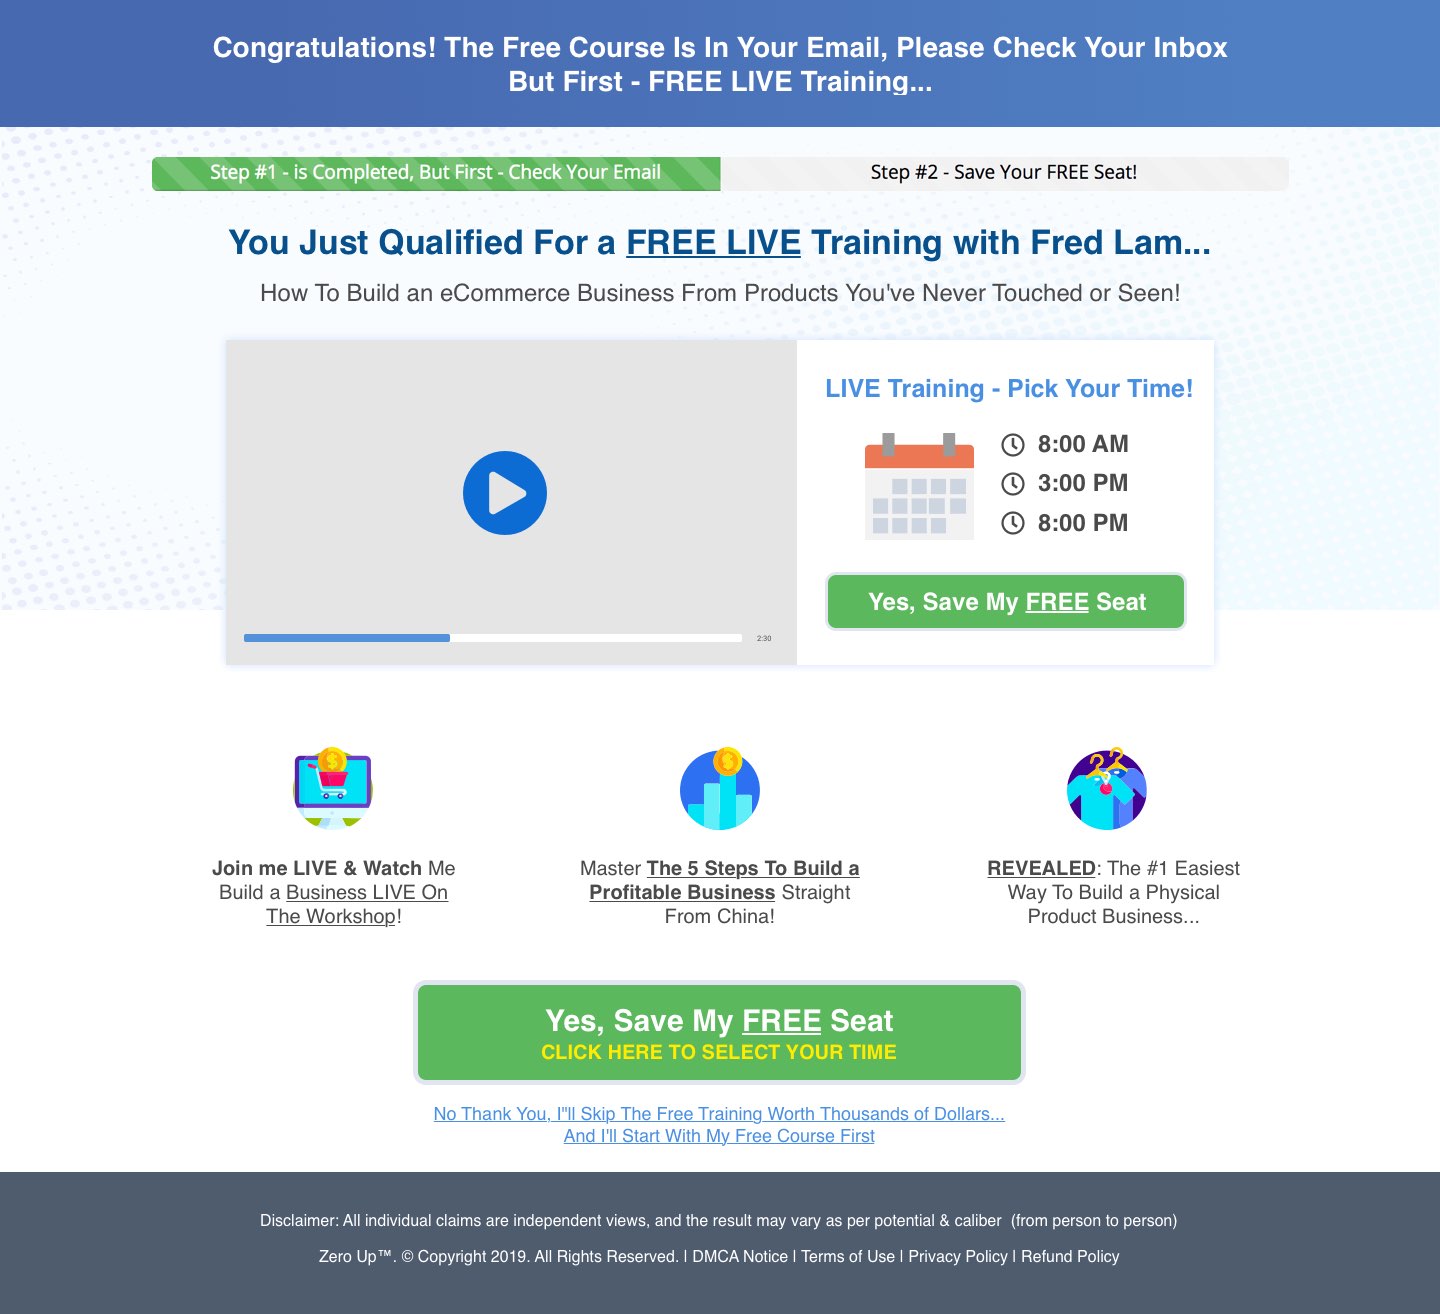 Congratulations! The Free Course Is In Your Email, Please Check Your Inbox
But First - FREE LIVE Training...
Step #1 - is Completed, But First - Check Your Email
Step #2 - Save Your FREE Seat!
You Just Qualified For a FREE LIVE Training with Fred Lam...
How To Build an eCommerce Business From Products You've Never Touched or Seen!
2:30
LIVE Training - Pick Your Time!
8:00 AM
3:00 PM
8:00 PM
Yes, Save My FREE Seat
Join me LIVE & Watch Me
Build a Business LIVE On
The Workshop!
Master The 5 Steps To Build a
Profitable Business Straight
From China!
REVEALED: The #1 Easiest
Way To Build a Physical
Product Business...
Yes, Save My FREE Seat
CLICK HERE TO SELECT YOUR TIME
No Thank You, I"ll Skip The Free Training Worth Thousands of Dollars...
And I'll Start With My Free Course First
Disclaimer: All individual claims are independent views, and the result may vary as per potential & caliber  (from person to person)
Zero Up™. © Copyright 2019. All Rights Reserved. | DMCA Notice | Terms of Use | Privacy Policy | Refund Policy